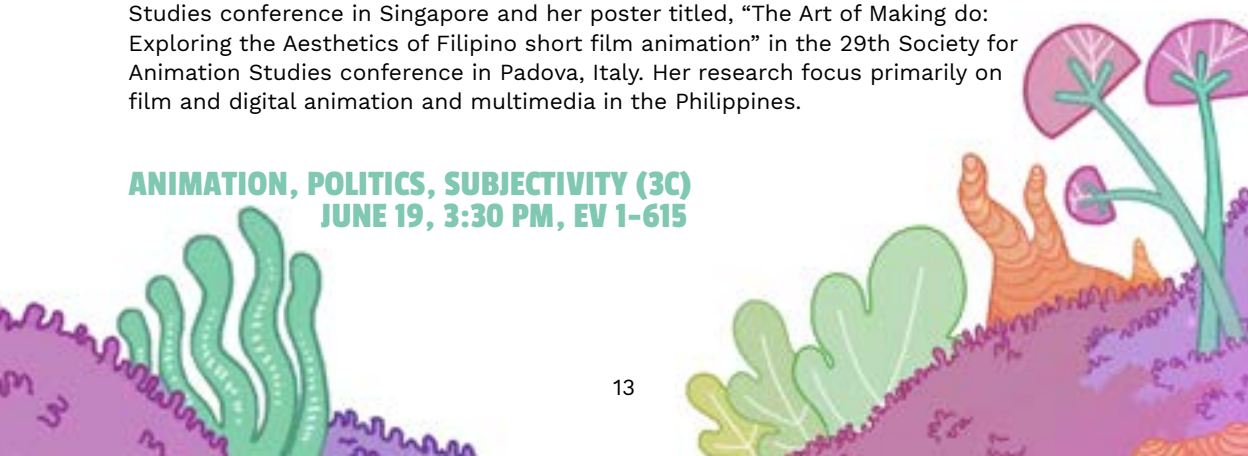 Studies conference in Singapore and her poster titled, “The Art of Making do:
Exploring the Aesthetics of Filipino short film animation” in the 29th Society for
Animation Studies conference in Padova, Italy. Her research focus primarily on
film and digital animation and multimedia in the Philippines.
ANIMATION, POLITICS, SUBJECTIVITY (3C)
JUNE 19, 3:30 PM, EV 1-615
13